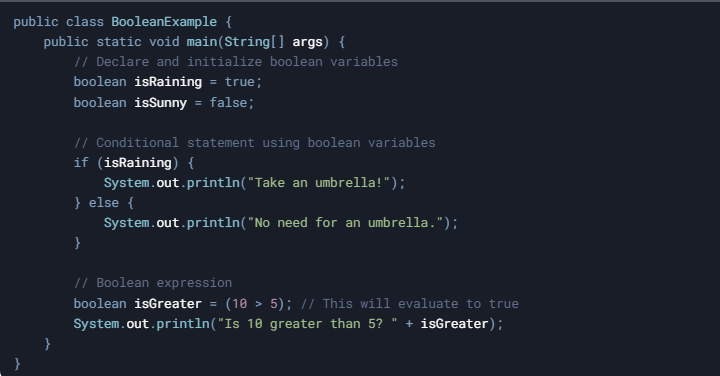 public class BooleanExample {
    public static void main(String[] args) {
        // Declare and initialize boolean variables
        boolean isRaining = true;
        boolean isSunny = false;

        // Conditional statement using boolean variables
        if (isRaining) {
            System.out.println("Take an umbrella!");
        } else {
            System.out.println("No need for an umbrella.");
        }

        // Boolean expression
        boolean isGreater = (10 > 5); // This will evaluate to true
        System.out.println("Is 10 greater than 5? " + isGreater);
    }
}